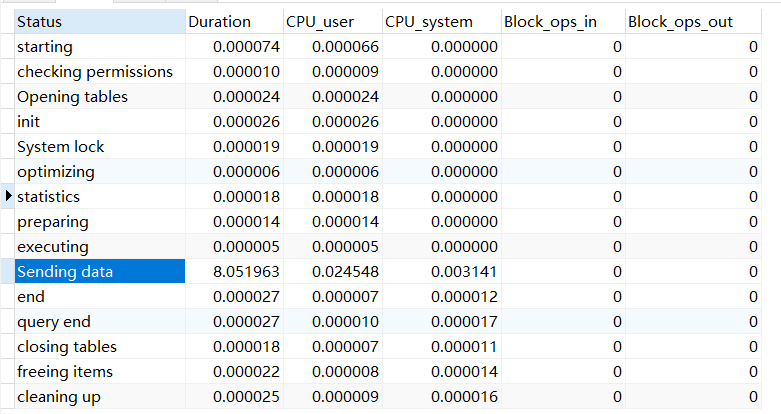 Status Duration CPU_user CPU_system Block_ops_in Block_ops_out
starting 0.000074 0.000066 0.000000 0 0
checking permissions 0.000010 0.000009 0.000000 0 0
Opening tables 0.000024 0.000024 0.000000 0 0
init 0.000026 0.000026 0.000000 0 0
System lock 0.000019 0.000019 0.000000 0 0
optimizing 0.000006 0.000006 0.000000 0 0
statistics 0.000018 0.000018 0.000000 0 0
preparing 0.000014 0.000014 0.000000 0 0
executing 0.000005 0.000005 0.000000 0 0
Sending data 8.051963 0.024548 0.003141 0 0
end 0.000027 0.000007 0.000012 0 0
query end 0.000027 0.000010 0.000017 0 0
closing tables 0.000018 0.000007 0.000011 0 0
freeing items 0.000022 0.000008 0.000014 0 0
cleaning up 0.000025 0.000009 0.000016 0 0